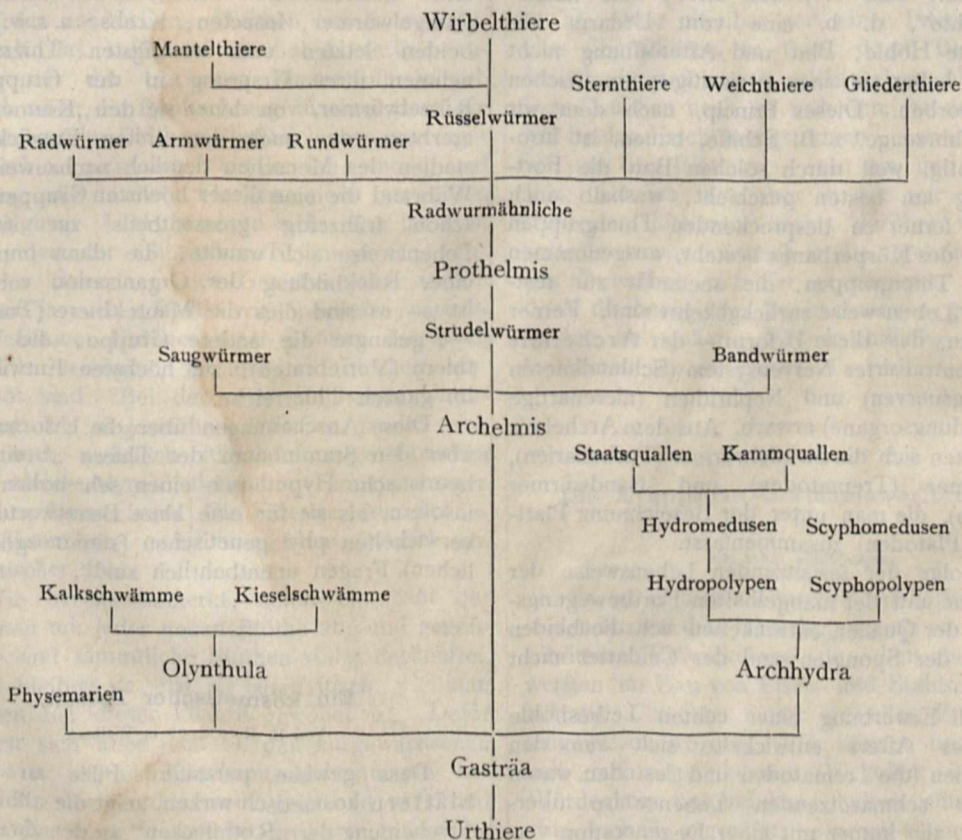 Wirbelthiere
Mantelthiere
Sternthiere Weichthiere Gliederthiere
Rüsselwürmer
Radwürmer Armwürmer Rundwürmer
Radwurmähnliche
Prothelmis
Strudelwürmer
Saugwürmer Bandwürmer
Archelmis
Staatsquallen Kammquallen
Hydromedusen Scyphomedusen
Hydropolypen Scyphopolypen
Kalkschwämme Kieselschwämme
Olynthula Archhydra
Physemarien
Gasträa
Urthiere